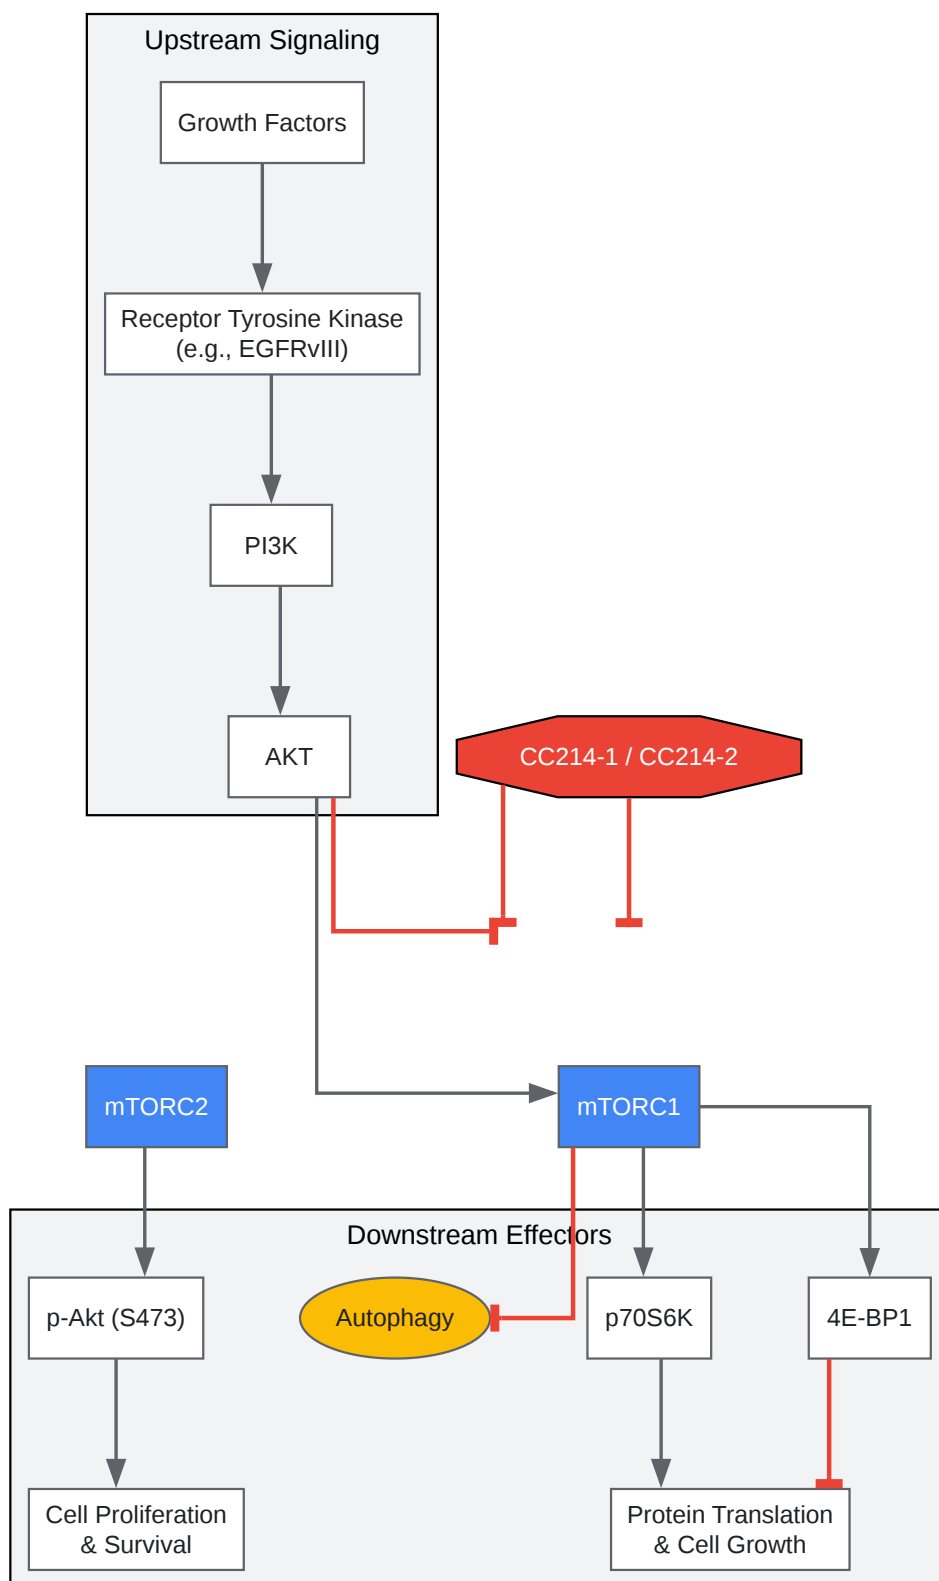 Upstream Signaling
Growth Factors
Receptor Tyrosine Kinase
(e.g., EGFRvIII)
PI3K
AKT
CC214-1 / CC214-2
mTORC2
mTORC1
Downstream Effectors
p-Akt (S473)
Autophagy
p70S6K
4E-BP1
Cell Proliferation
& Survival
Protein Translation
& Cell Growth